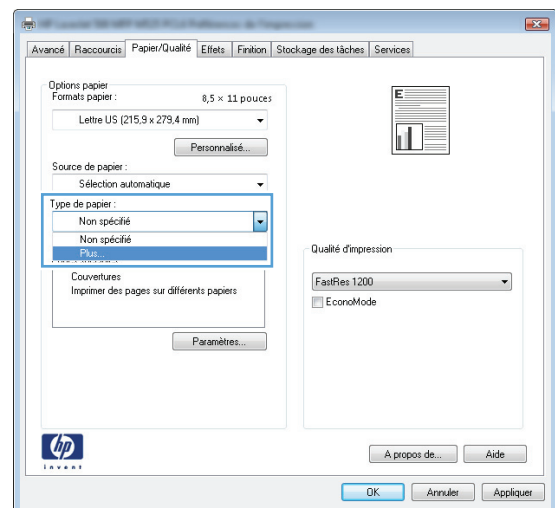 Avancé Raccourcis Papier/Qualité Effets Finition Stockage des tâches Services
Options papier
Formats papier : 8,5 × 11 pouces
Lettre US (215,9 x 279,4 mm)
Personnalisé...
Source de papier :
Sélection automatique
Type de papier :
Non spécifié
Non spécifié
Plus...
Couvertures
Imprimer des pages sur différents papiers
Paramètres...
E
Qualité d'impression
FastRes 1200
EconoMode
hp
invent
A propos de... Aide
OK Annuler Appliquer